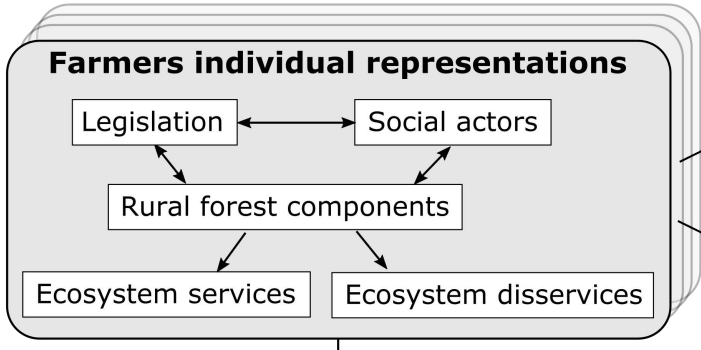 Farmers individual representations
Legislation
Social actors
Rural forest components
Ecosystem services
Ecosystem disservices